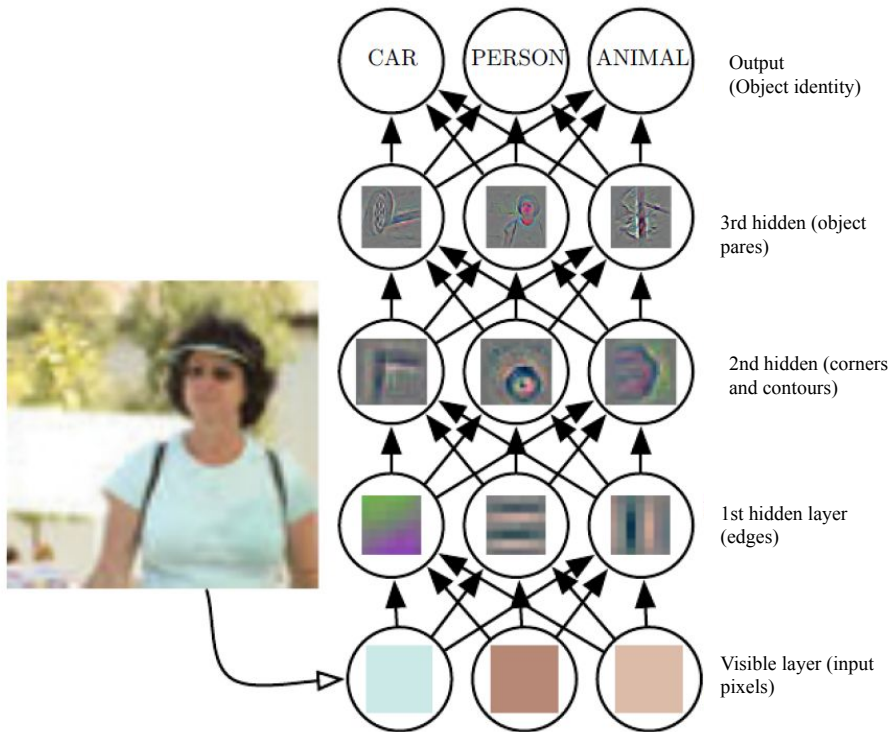 CAR PERSON ANIMAL
Output
(Object identity)
3rd hidden (object
pares)
2nd hidden (corners
and contours)
1st hidden layer
(edges)
Visible layer (input
pixels)